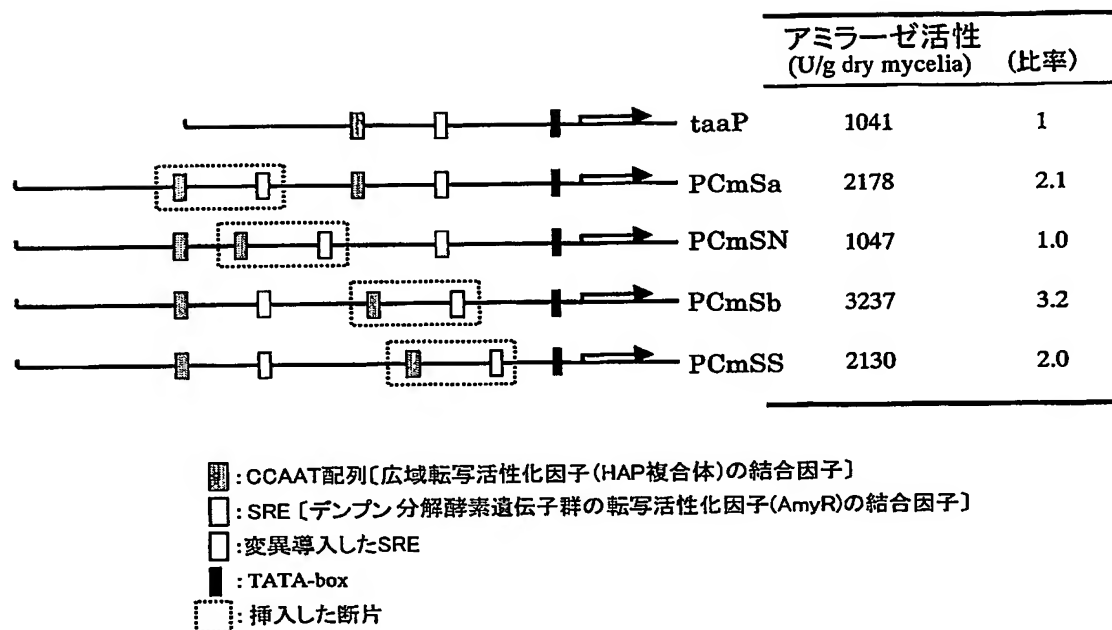 アミラーゼ活性
(U/g dry mycelia) (比率)
taaP 1041 1
PCmSa 2178 2.1
PCmSN 1047 1.0
PCmSb 3237 3.2
PCmSS 2130 2.0
:CCAAT配列〔広域転写活性化因子(HAP複合体)の結合因子〕
:SRE〔デンプン分解酵素遺伝子群の転写活性化因子(AmyR)の結合因子〕
:変異導入したSRE
:TATA-box
:挿入した断片